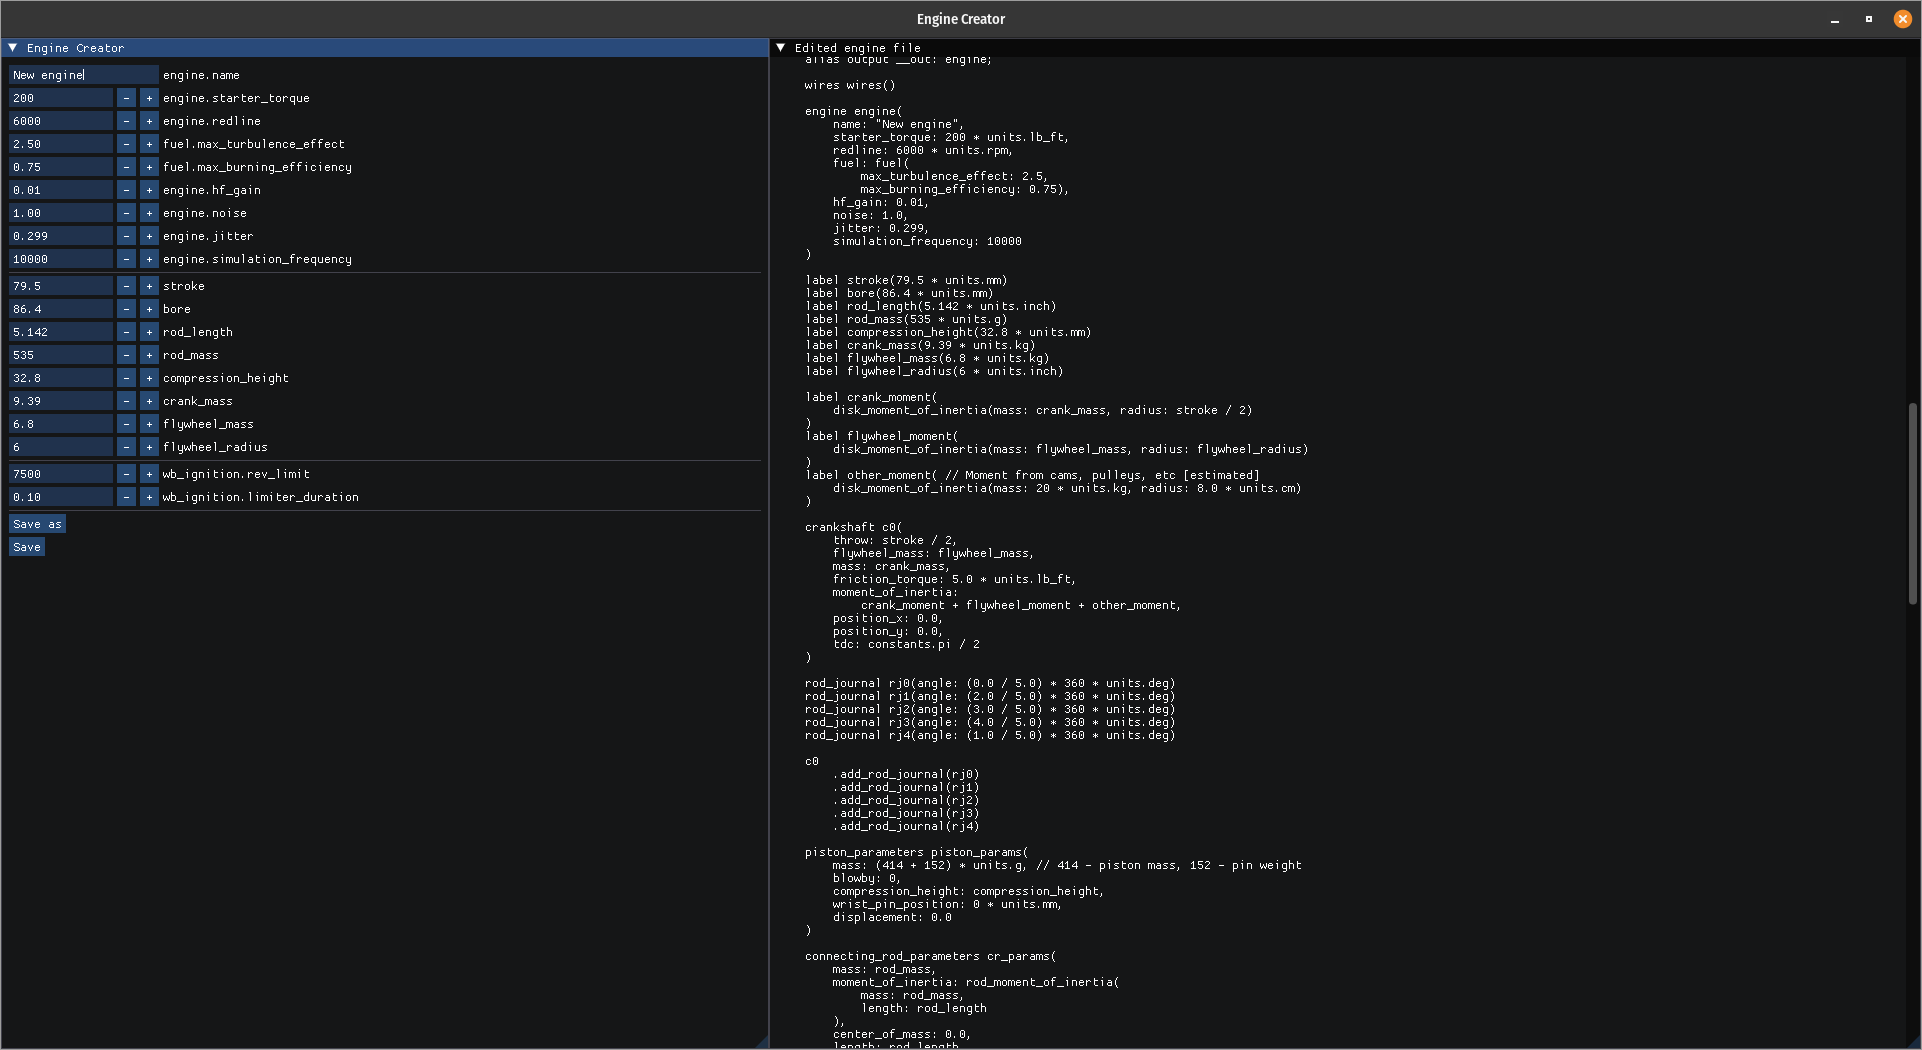 Engine Creator
Engine Creator
New engine engine.name
200 - + engine.starter_torque
6000 - + engine.redline
2.50 - + fuel.max_turbulence_effect
0.75 - + fuel.max_burning_efficiency
0.01 - + engine.hf_gain
1.00 - + engine.noise
0.299 - + engine.jitter
10000 - + engine.simulation_frequency
79.5 - + stroke
86.4 - + bore
5.142 - + rod_length
535 - + rod_mass
32.8 - + compression_height
9.39 - + crank_mass
6.8 - + flywheel_mass
6 - + flywheel_radius
7500 - + wb_ignition.rev_limit
0.10 - + wb_ignition.limiter_duration
Save as
Save
Edited engine file
alias output __out: engine;
wires wires()
engine engine(
name: "New engine",
starter_torque: 200 * units.lb_ft,
redline: 6000 * units.rpm,
fuel: fuel(
max_turbulence_effect: 2.5,
max_burning_efficiency: 0.75),
hf_gain: 0.01,
noise: 1.0,
jitter: 0.299,
simulation_frequency: 10000
)
label stroke(79.5 * units.mm)
label bore(86.4 * units.mm)
label rod_length(5.142 * units.inch)
label rod_mass(535 * units.g)
label compression_height(32.8 * units.mm)
label crank_mass(9.39 * units.kg)
label flywheel_mass(6.8 * units.kg)
label flywheel_radius(6 * units.inch)
label crank_moment(
disk_moment_of_inertia(mass: crank_mass, radius: stroke / 2)
)
label flywheel_moment(
disk_moment_of_inertia(mass: flywheel_mass, radius: flywheel_radius)
)
label other_moment( // Moment from cams, pulleys, etc [estimated]
disk_moment_of_inertia(mass: 20 * units.kg, radius: 8.0 * units.cm)
)
crankshaft c0(
throw: stroke / 2,
flywheel_mass: flywheel_mass,
mass: crank_mass,
friction_torque: 5.0 * units.lb_ft,
moment_of_inertia:
crank_moment + flywheel_moment + other_moment,
position_x: 0.0,
position_y: 0.0,
tdc: constants.pi / 2
)
rod_journal rj0(angle: (0.0 / 5.0) * 360 * units.deg)
rod_journal rj1(angle: (2.0 / 5.0) * 360 * units.deg)
rod_journal rj2(angle: (3.0 / 5.0) * 360 * units.deg)
rod_journal rj3(angle: (4.0 / 5.0) * 360 * units.deg)
rod_journal rj4(angle: (1.0 / 5.0) * 360 * units.deg)
c0
.add_rod_journal(rj0)
.add_rod_journal(rj1)
.add_rod_journal(rj2)
.add_rod_journal(rj3)
.add_rod_journal(rj4)
piston_parameters piston_params(
mass: (414 + 152) * units.g, // 414 - piston mass, 152 - pin weight
blowby: 0,
compression_height: compression_height,
wrist_pin_position: 0 * units.mm,
displacement: 0.0
)
connecting_rod_parameters cr_params(
mass: rod_mass,
moment_of_inertia: rod_moment_of_inertia(
mass: rod_mass,
length: rod_length
),
center_of_mass: 0.0,
length: rod_length